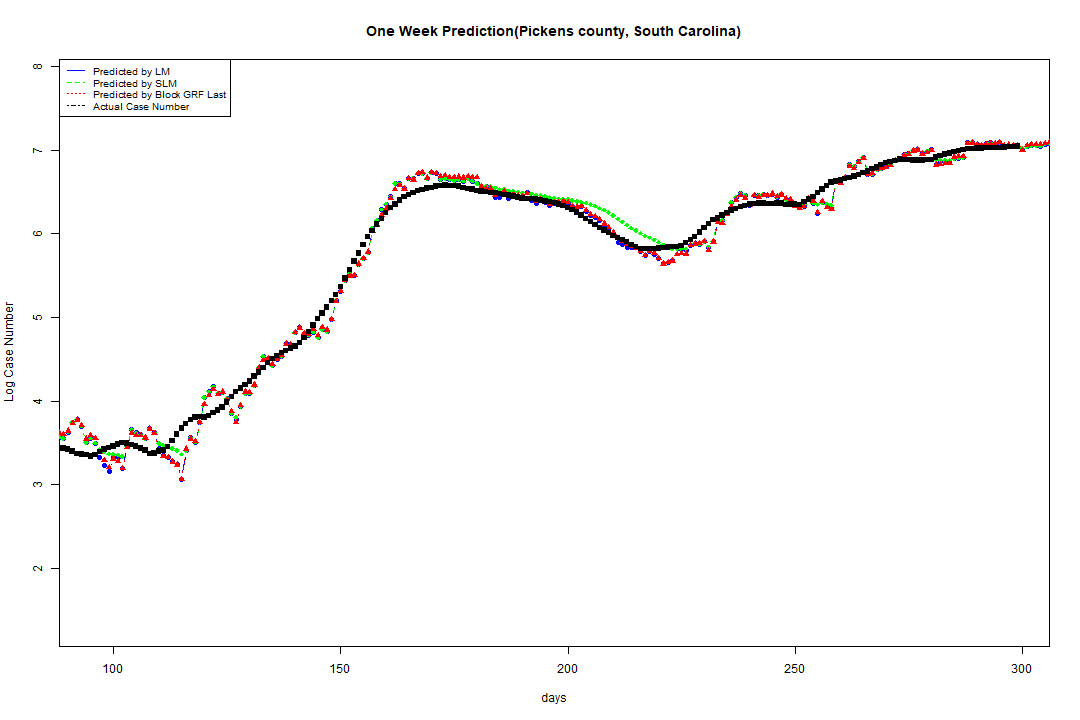 One Week Prediction(Pickens county, South Carolina)
Predicted by LM
Predicted by SLM
Predicted by Block GRF Last
Actual Case Number
8
7
6
5
4
3
2
Log Case Number
100 150 200 250 300
days